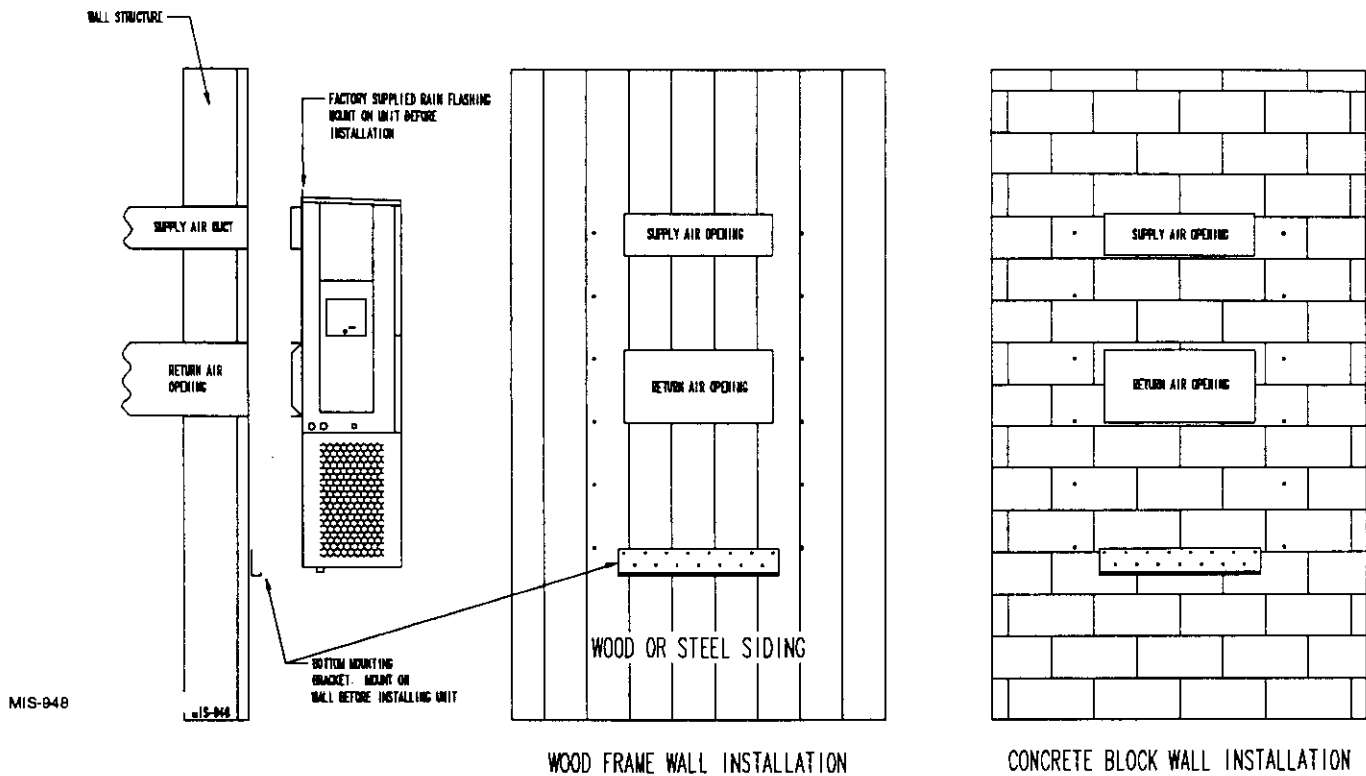 WALL STRUCTURE
FACTORY SUPPLIED RAIN FLASHING
MOUNT ON UNIT BEFORE
INSTALLATION
SUPPLY AIR DUCT
RETURN AIR
OPENING
BOTTOM MOUNTING
BRACKET. MOUNT ON
WALL BEFORE INSTALLING UNIT
MIS-948
MIS-948
SUPPLY AIR OPENING
RETURN AIR OPENING
WOOD OR STEEL SIDING
WOOD FRAME WALL INSTALLATION
SUPPLY AIR OPENING
RETURN AIR OPENING
CONCRETE BLOCK WALL INSTALLATION